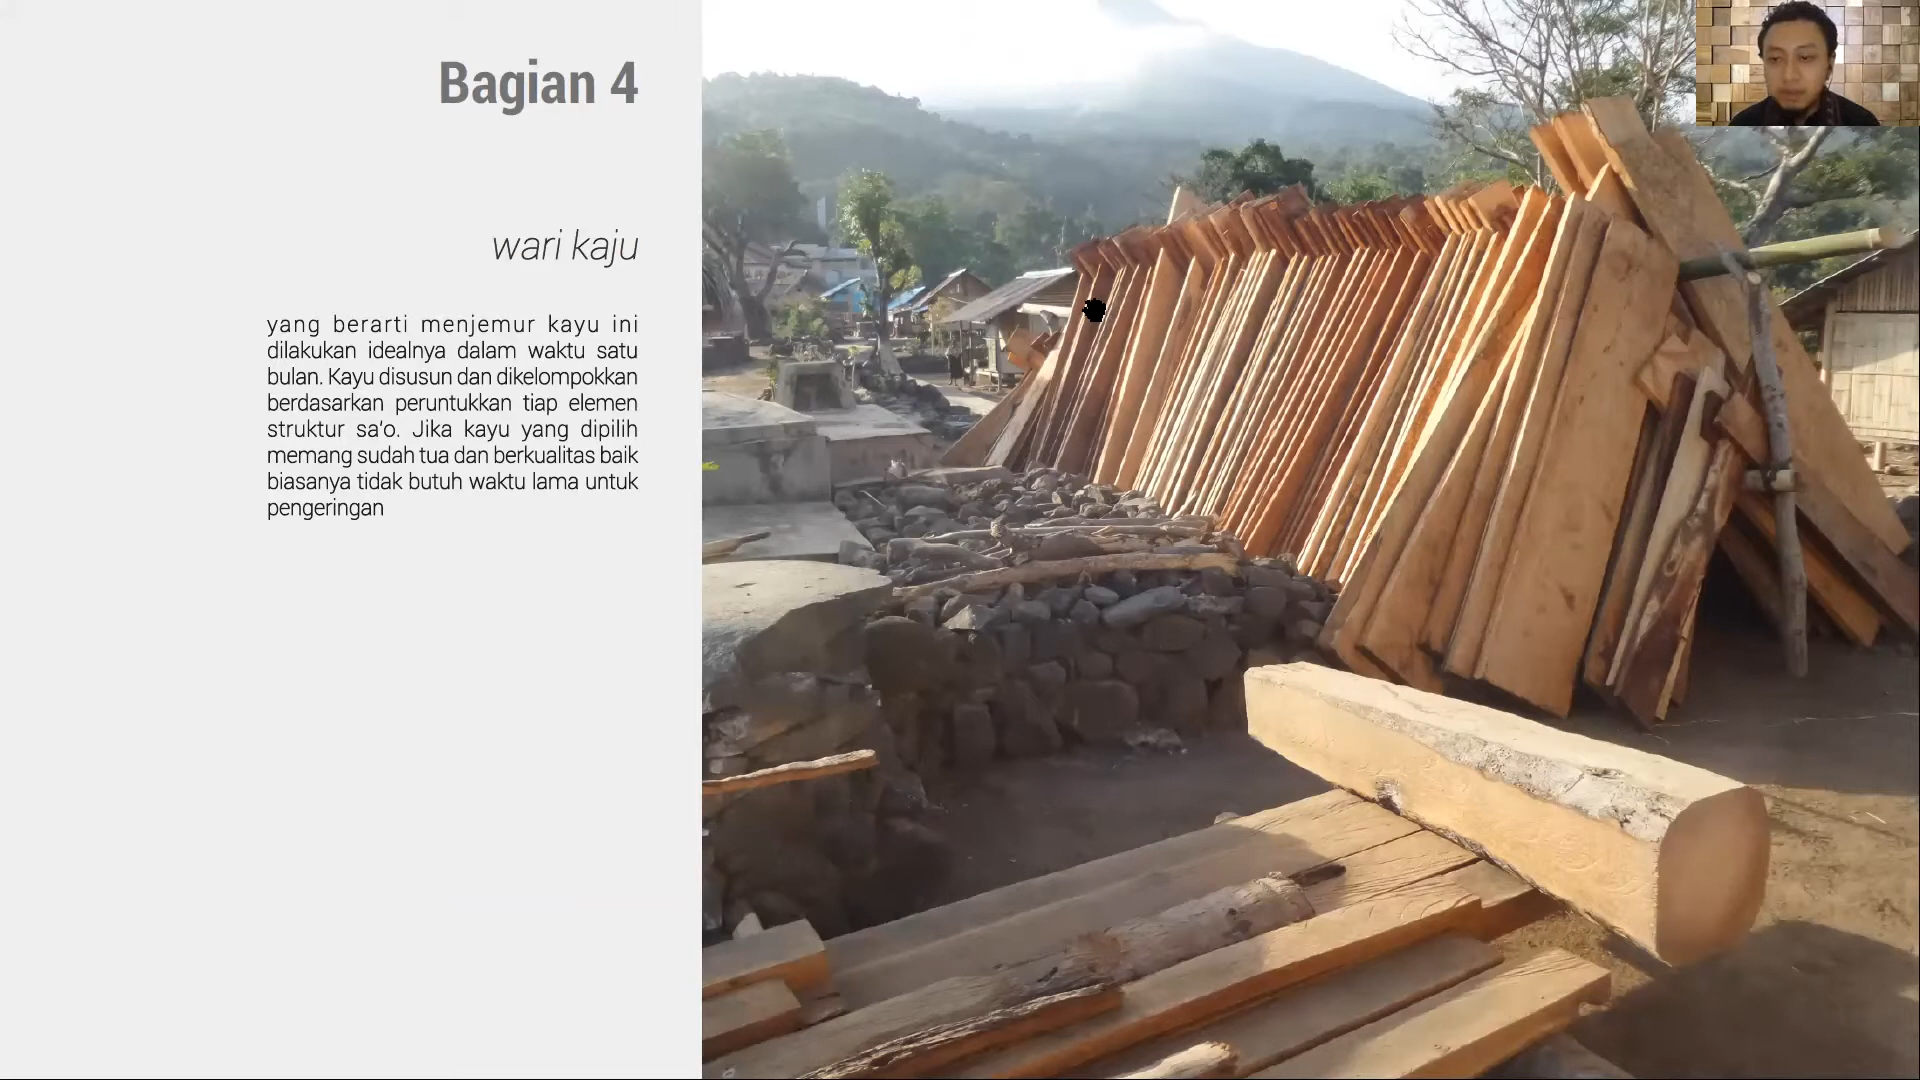 Bagian 4
wari kaju
yang berarti menjemur kayu ini
dilakukan idealnya dalam waktu satu
bulan. Kayu disusun dan dikelompokkan
berdasarkan peruntukkan tiap elemen
struktur sa'o. Jika kayu yang dipilih
memang sudah tua dan berkualitas baik
biasanya tidak butuh waktu lama untuk
pengeringan